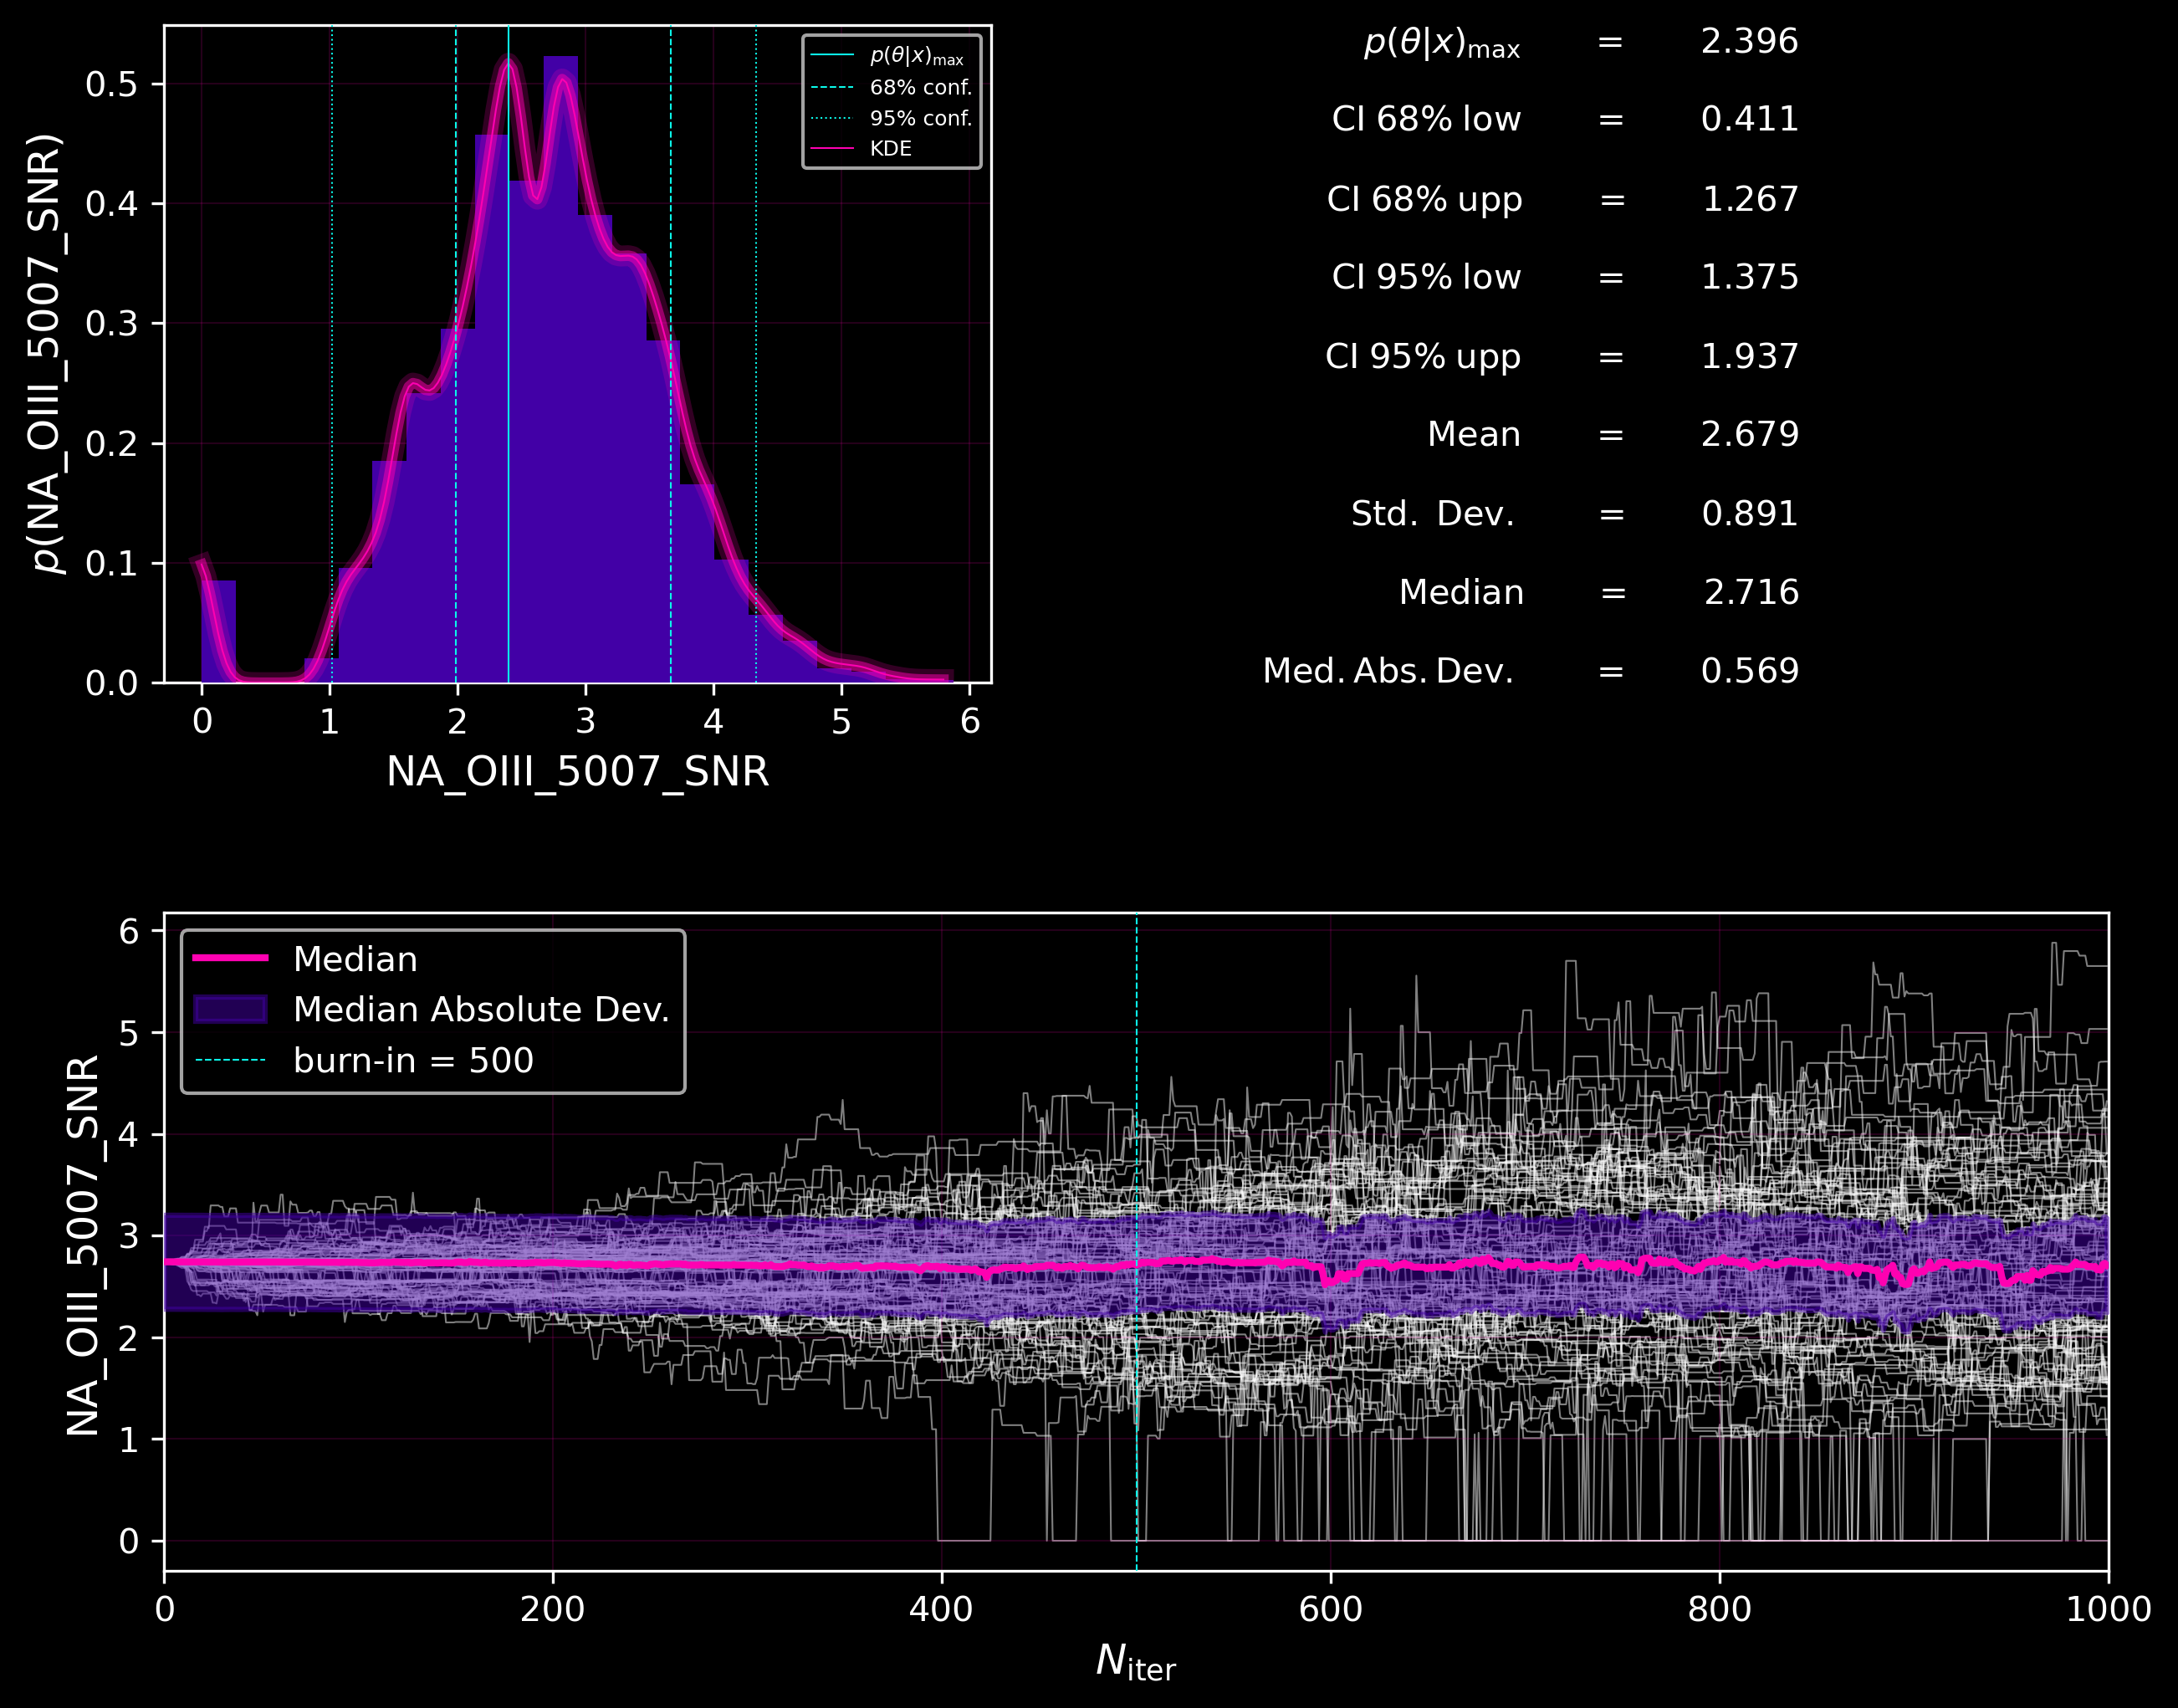 p(NA_OIII_5007_SNR)
0.5
0.4
0.3
0.2
0.1
0.0
0 1 2 3 4 5 6
NA_OIII_5007_SNR
p(θ|x)max
68% conf.
95% conf.
KDE
p(θ|x)max = 2.396
CI 68% low = 0.411
CI 68% upp = 1.267
CI 95% low = 1.375
CI 95% upp = 1.937
Mean = 2.679
Std. Dev. = 0.891
Median = 2.716
Med. Abs. Dev. = 0.569
NA_OIII_5007_SNR
6
5
4
3
2
1
0
Median
Median Absolute Dev.
burn-in = 500
0 200 400 600 800 1000
Niter